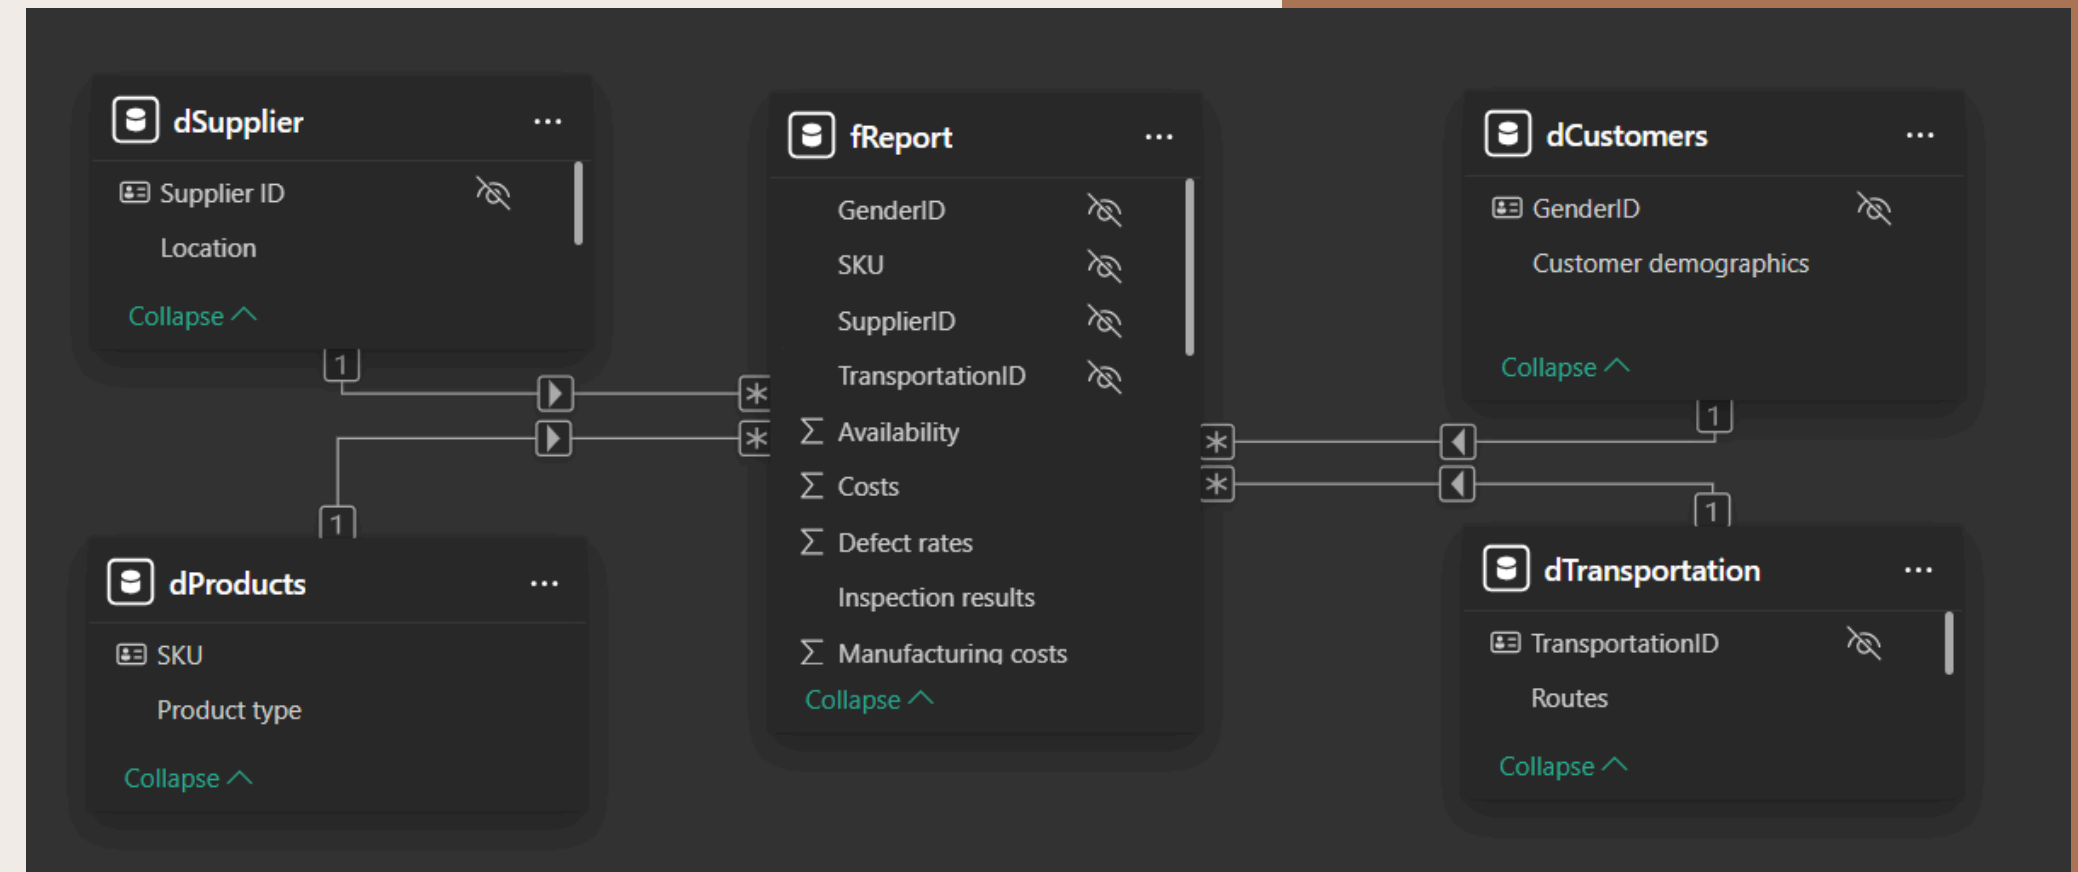 dSupplier
Supplier ID
Location
Collapse
1
*
*
1
dProducts
SKU
Product type
Collapse
fReport
GenderID
SKU
SupplierID
TransportationID
Σ Availability
Σ Costs
Σ Defect rates
Inspection results
Σ Manufacturing costs
Collapse
dCustomers
GenderID
Customer demographics
Collapse
1
*
*
1
dTransportation
TransportationID
Routes
Collapse